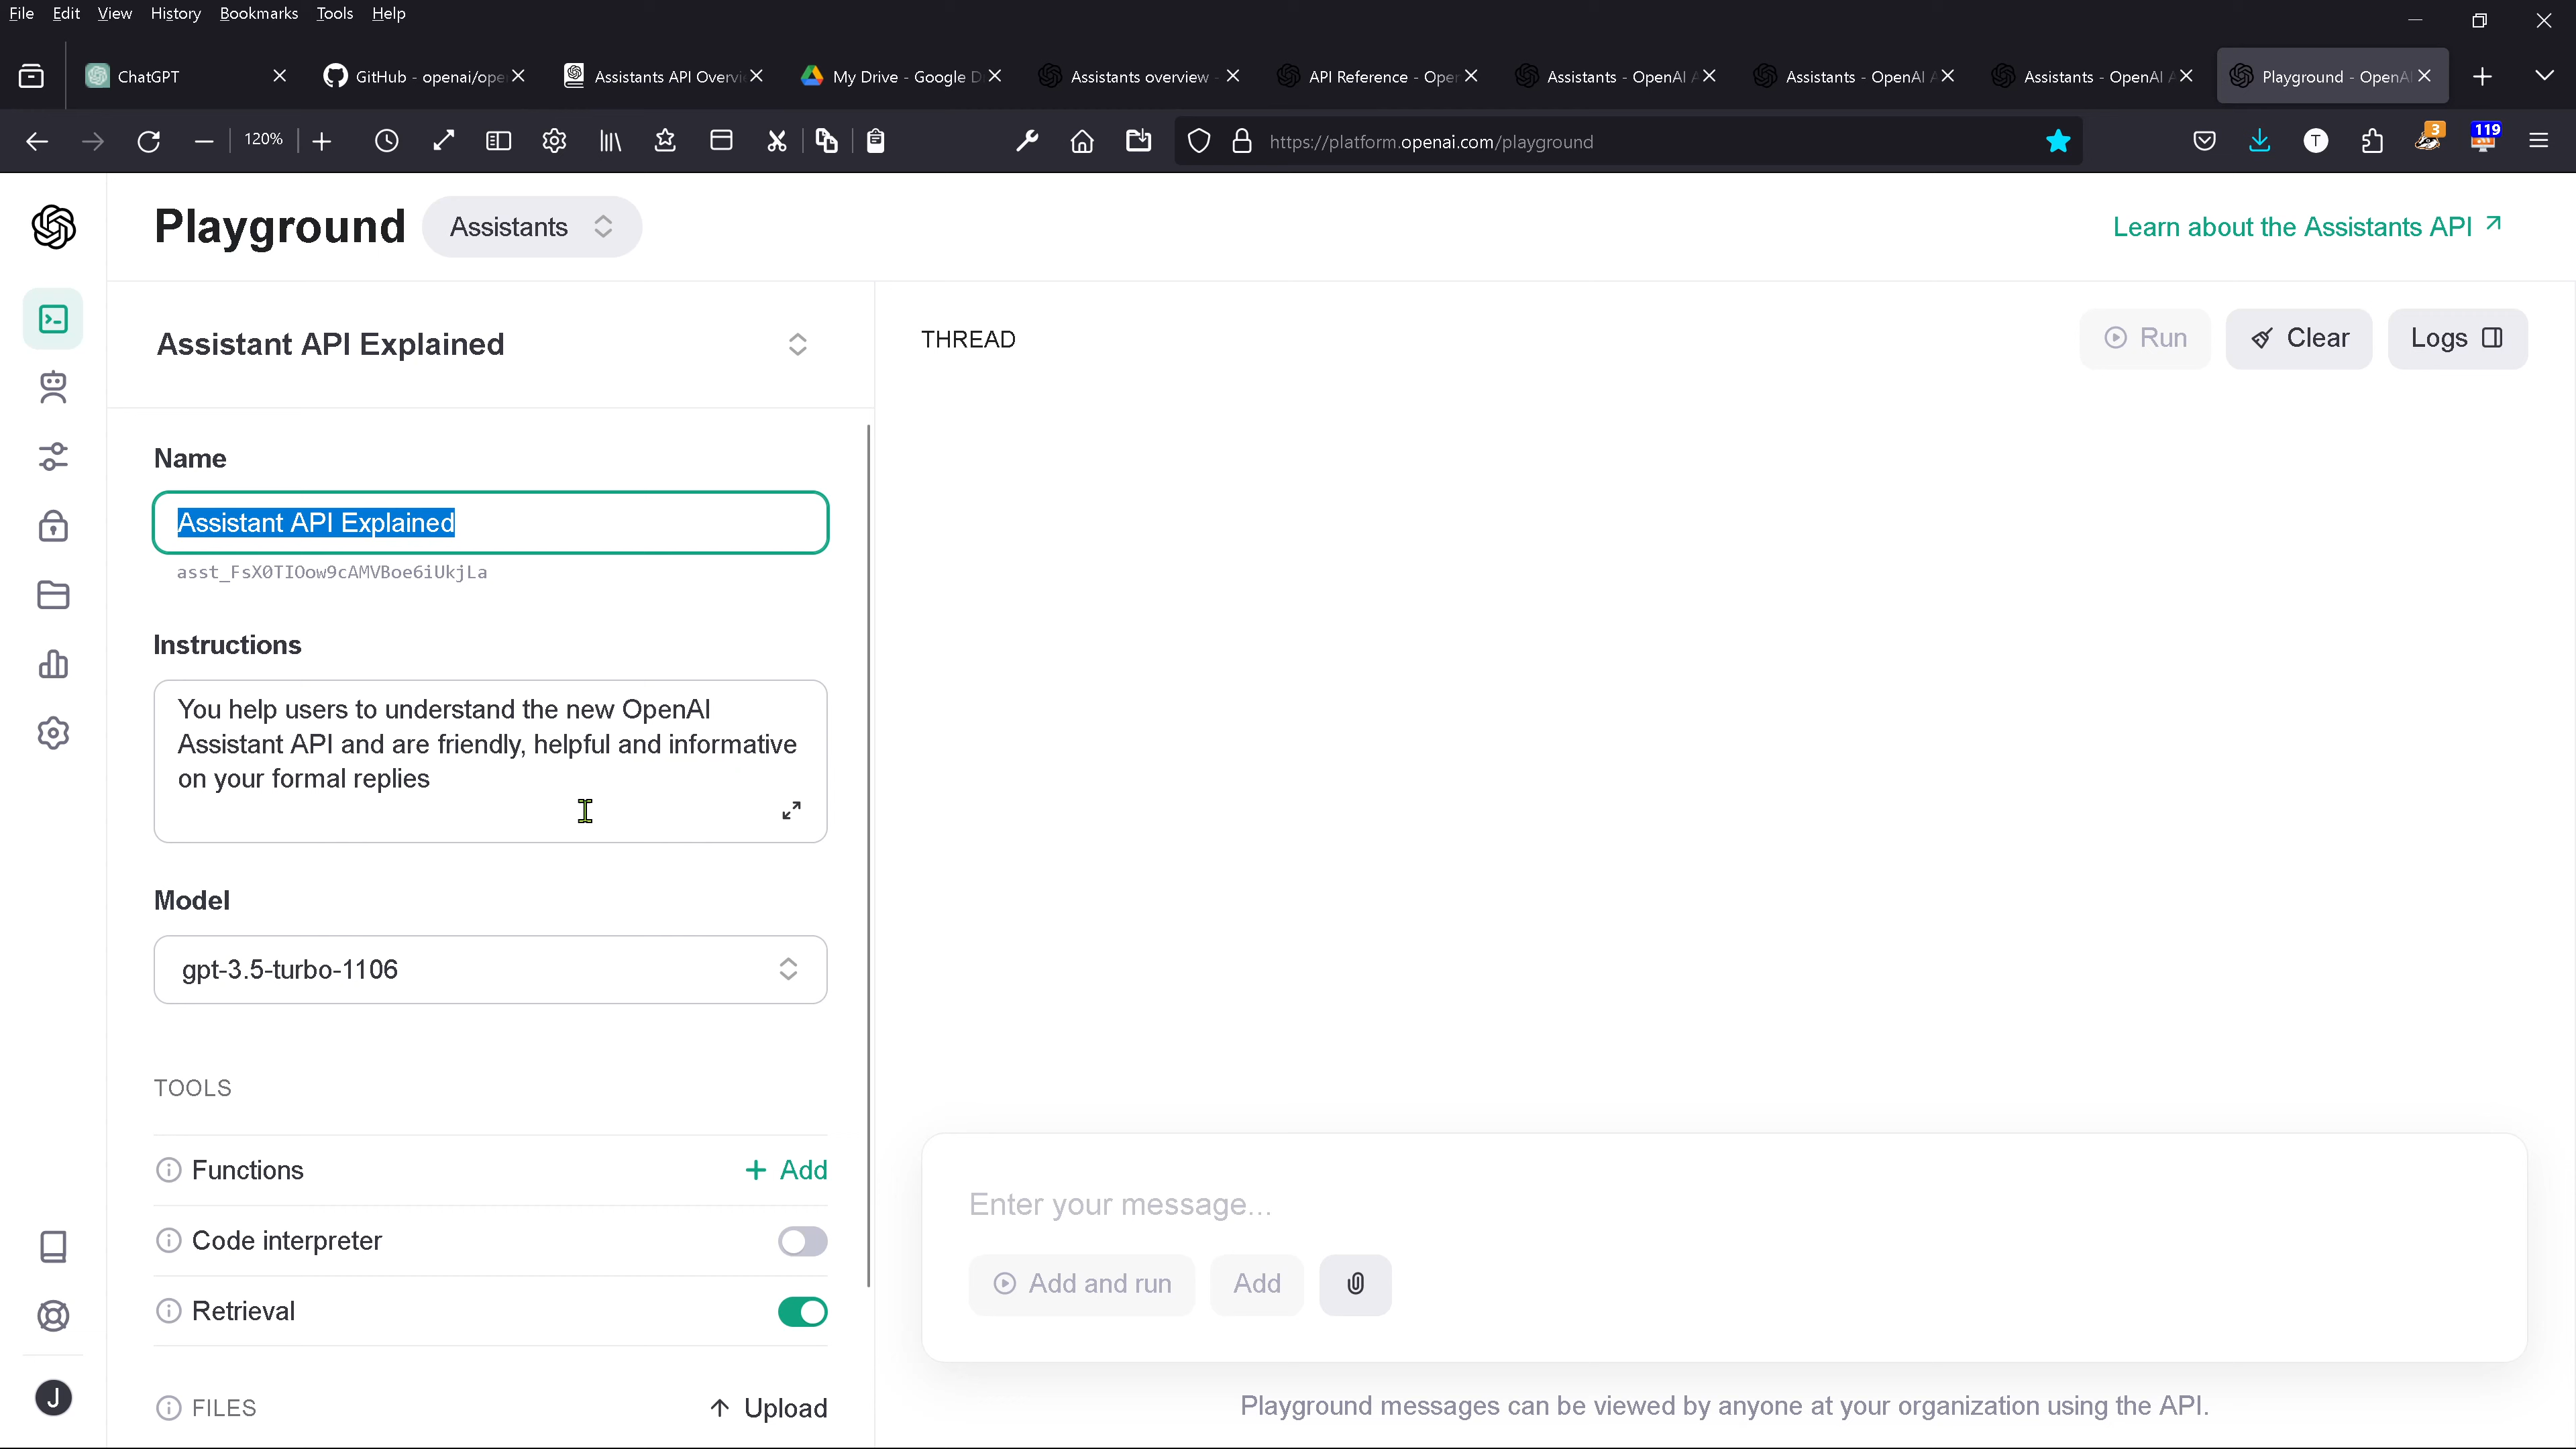 File Edit View History Bookmarks Tools Help
ChatGPT
GitHub - openai/ope
Assistants API Overvi
My Drive - Google D
Assistants overview -
API Reference - Ope
Assistants - OpenAI A
Assistants - OpenAI A
Assistants - OpenAI A
Playground - OpenA
120%
https://platform.openai.com/playground
T
3
119
Playground
Assistants
Learn about the Assistants API
Assistant API Explained
THREAD
Run
Clear
Logs
Name
Assistant API Explained
asst_FsX0TIOow9cAMVBoe6iUkjLa
Instructions
You help users to understand the new OpenAI
Assistant API and are friendly, helpful and informative
on your formal replies
Model
gpt-3.5-turbo-1106
TOOLS
Functions
Add
Code interpreter
Retrieval
FILES
Upload
Enter your message...
Add and run
Add
Playground messages can be viewed by anyone at your organization using the API.
J